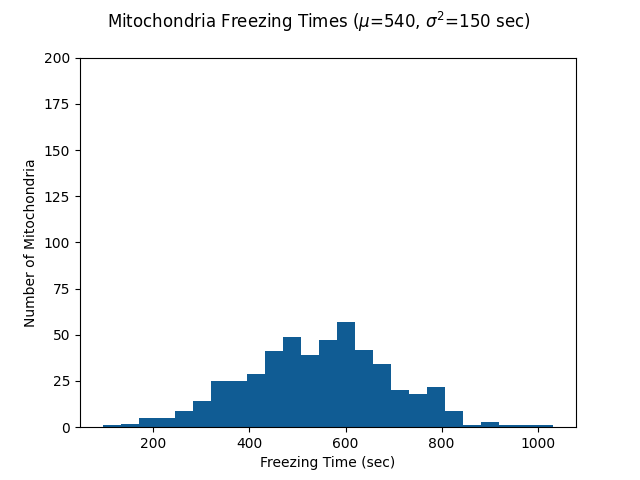 Mitochondria Freezing Times (μ=540, σ²=150 sec)
200
175
150
125
100
75
50
25
0
Number of Mitochondria
200 400 600 800 1000
Freezing Time (sec)